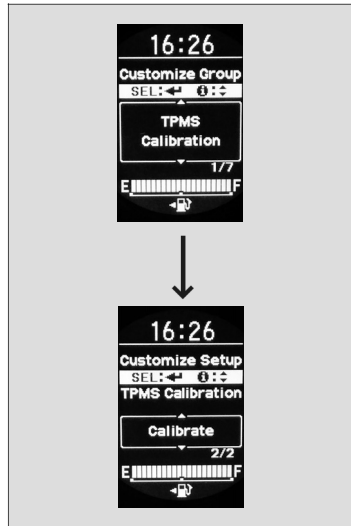 16:26
Customize Group
SEL:↵ ℹ:⬍
TPMS
Calibration
1/7
E F
16:26
Customize Setup
SEL:↵ ℹ:⬍
TPMS Calibration
Calibrate
2/2
E F